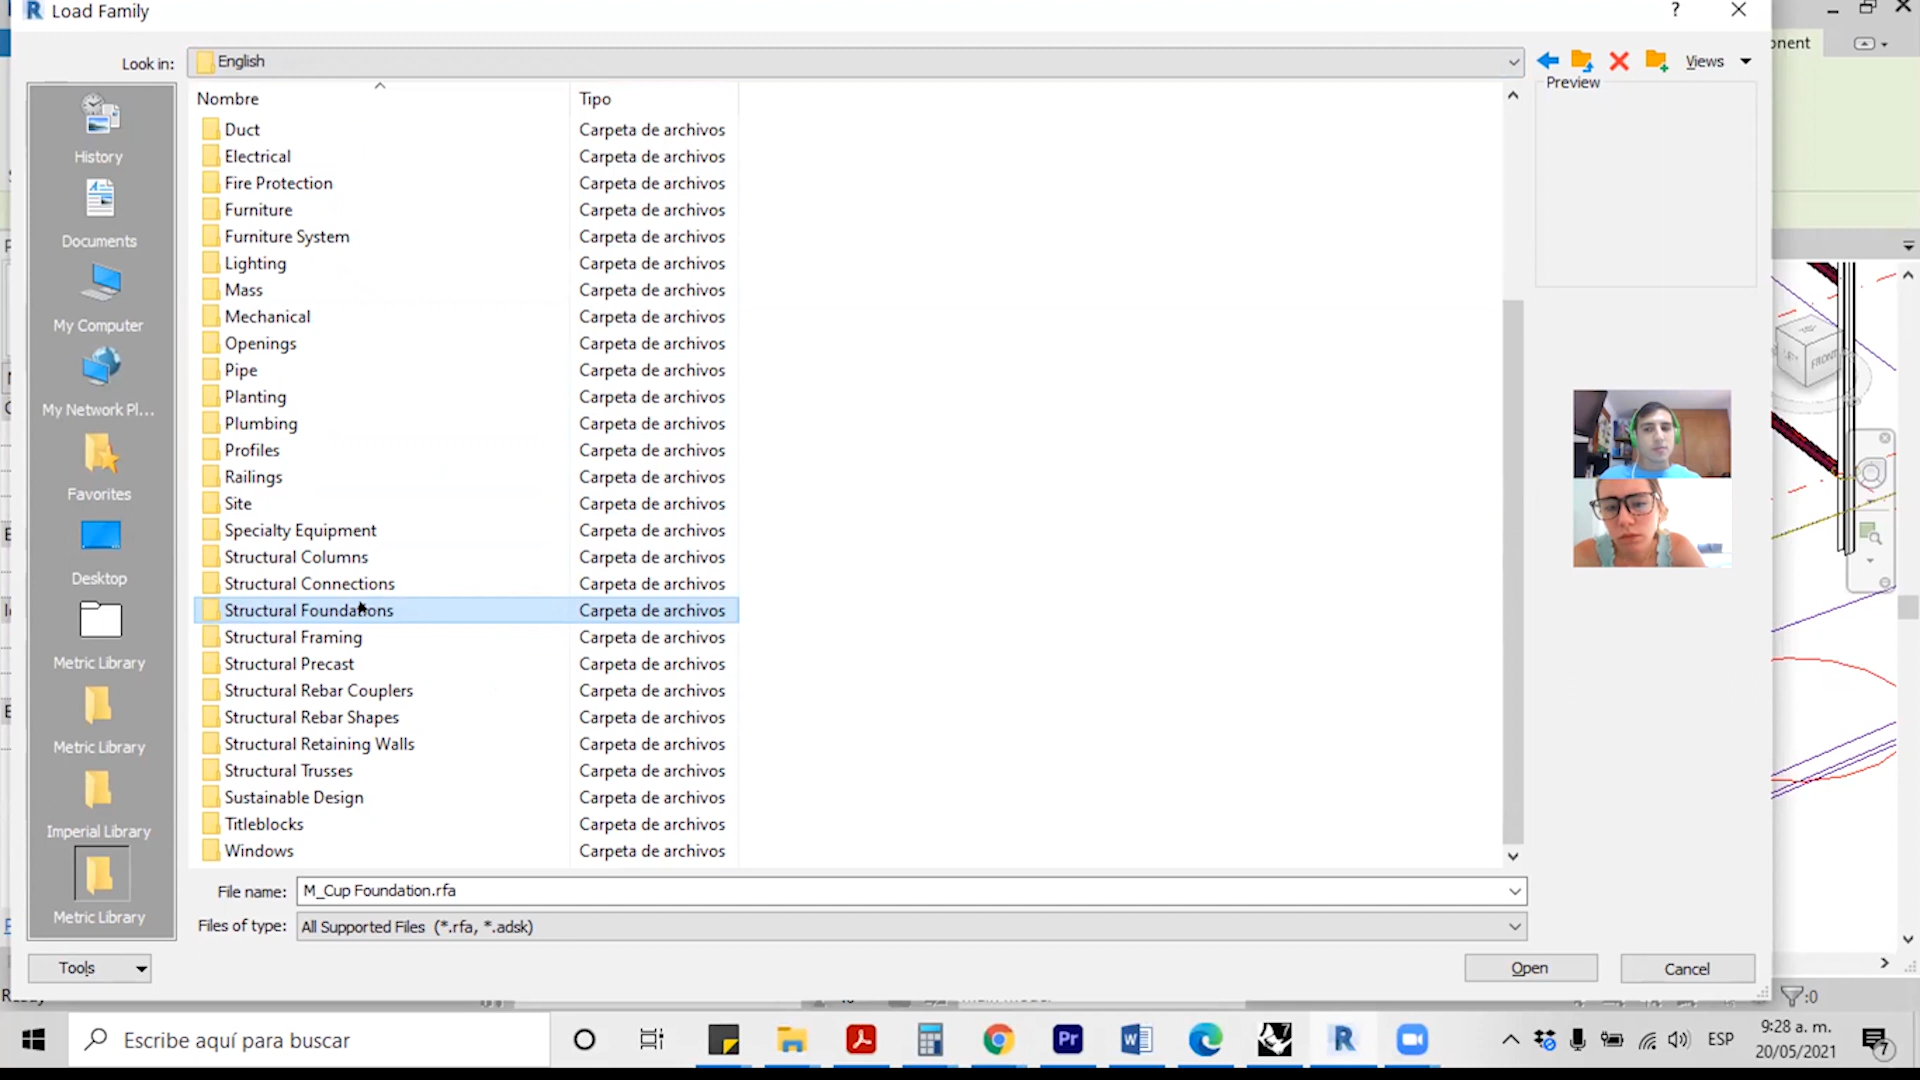 Load Family
?
onent
Look in:
English
Views
Preview
Nombre
Tipo
Duct Carpeta de archivos
Electrical Carpeta de archivos
Fire Protection Carpeta de archivos
Furniture Carpeta de archivos
Furniture System Carpeta de archivos
Lighting Carpeta de archivos
Mass Carpeta de archivos
Mechanical Carpeta de archivos
Openings Carpeta de archivos
Pipe Carpeta de archivos
Planting Carpeta de archivos
Plumbing Carpeta de archivos
Profiles Carpeta de archivos
Railings Carpeta de archivos
Site Carpeta de archivos
Specialty Equipment Carpeta de archivos
Structural Columns Carpeta de archivos
Structural Connections Carpeta de archivos
Structural Foundations Carpeta de archivos
Structural Framing Carpeta de archivos
Structural Precast Carpeta de archivos
Structural Rebar Couplers Carpeta de archivos
Structural Rebar Shapes Carpeta de archivos
Structural Retaining Walls Carpeta de archivos
Structural Trusses Carpeta de archivos
Sustainable Design Carpeta de archivos
Titleblocks Carpeta de archivos
Windows Carpeta de archivos
History
Documents
My Computer
My Network Pl...
Favorites
Desktop
Metric Library
Metric Library
Imperial Library
Metric Library
FRONT
File name: M_Cup Foundation.rfa
Files of type: All Supported Files (*.rfa, *.adsk)
Tools
Open
Cancel
:0
Escribe aquí para buscar
Pr
ESP
9:28 a. m.
20/05/2021
7